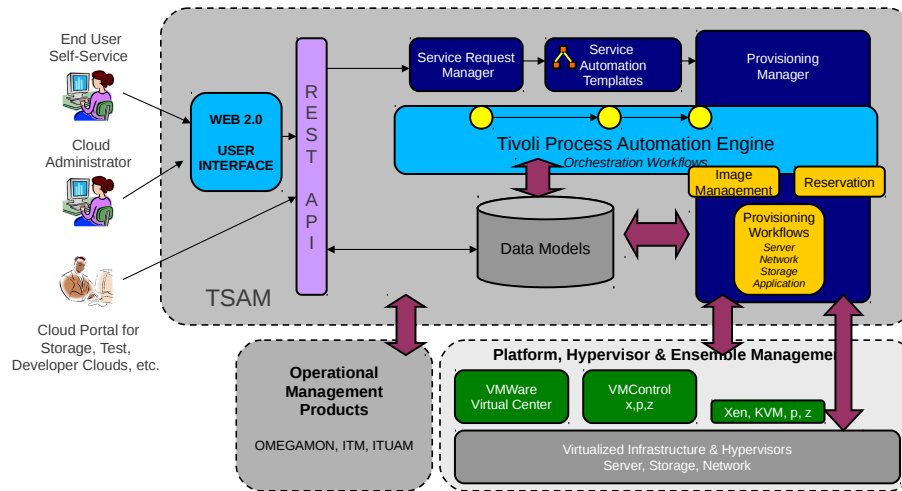 End User
Self-Service
Cloud
Administrator
Cloud Portal for
Storage, Test,
Developer Clouds, etc.
WEB 2.0
USER
INTERFACE
REST API
Service Request
Manager
Service
Automation
Templates
Provisioning
Manager
Tivoli Process Automation Engine
Orchestration Workflows
Image
Management
Reservation
Data Models
Provisioning
Workflows
Server
Network
Storage
Application
TSAM
Operational
Management
Products
OMEGAMON, ITM, ITUAM
Platform, Hypervisor & Ensemble Managemen
VMWare
Virtual Center
VMControl
x,p,z
Xen, KVM, p, z
Virtualized Infrastructure & Hypervisors
Server, Storage, Network